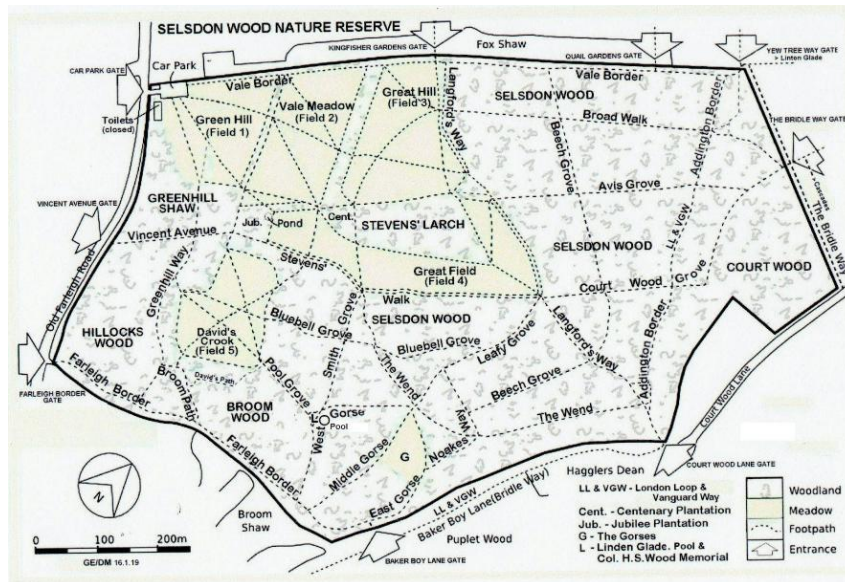 SELSDON WOOD NATURE RESERVE
KINGFISHER GARDENS GATE
Fox Shaw
QUAIL GARDENS GATE
YEW TREE WAY GATE
> Linton Glade
CAR PARK GATE
Car Park
Vale Border
Great Hill
(Field 3)
Langford's Way
Vale Border
SELSDON WOOD
Toilets
(closed)
Green Hill
(Field 1)
Vale Meadow
(Field 2)
Broad Walk
Addington Border
THE BRIDLE WAY GATE
Beech Grove
Avis Grove
The Bridle Way
GREENHILL
SHAW
VINCENT AVENUE GATE
Jub.
Pond
Cent.
STEVENS' LARCH
LL & VGW
Vincent Avenue
SELSDON WOOD
Stevens'
Walk
Great Field
(Field 4)
COURT WOOD
Old Farleigh Road
Greenhill Way
Court Wood Grove
HILLOCKS
WOOD
David's
Crook
(Field 5)
Bluebell Grove
SELSDON WOOD
Smith Grove
Bluebell Grove
Leafy Grove
Langford's Way
Addington Border
FARLEIGH BORDER
GATE
Farleigh Border
Broom Path
David's Path
Pool Grove
The Wend
Beech Grove
Court Wood Lane
BROOM
WOOD
L
Gorse
Pool
West
Way
The Wend
Farleigh Border
Middle Gorse
G
Noakes
East Gorse
LL & VGW
Hagglers Dean
COURT WOOD LANE GATE
Baker Boy Lane(Bridle Way)
Broom
Shaw
Puplet Wood
BAKER BOY LANE GATE
N
0 100 200m
GE/DM 16.1.19
LL & VGW - London Loop &
Vanguard Way
Cent. - Centenary Plantation
Jub. - Jubilee Plantation
G - The Gorses
L - Linden Glade. Pool &
Col. H.S.Wood Memorial
Woodland
Meadow
Footpath
Entrance